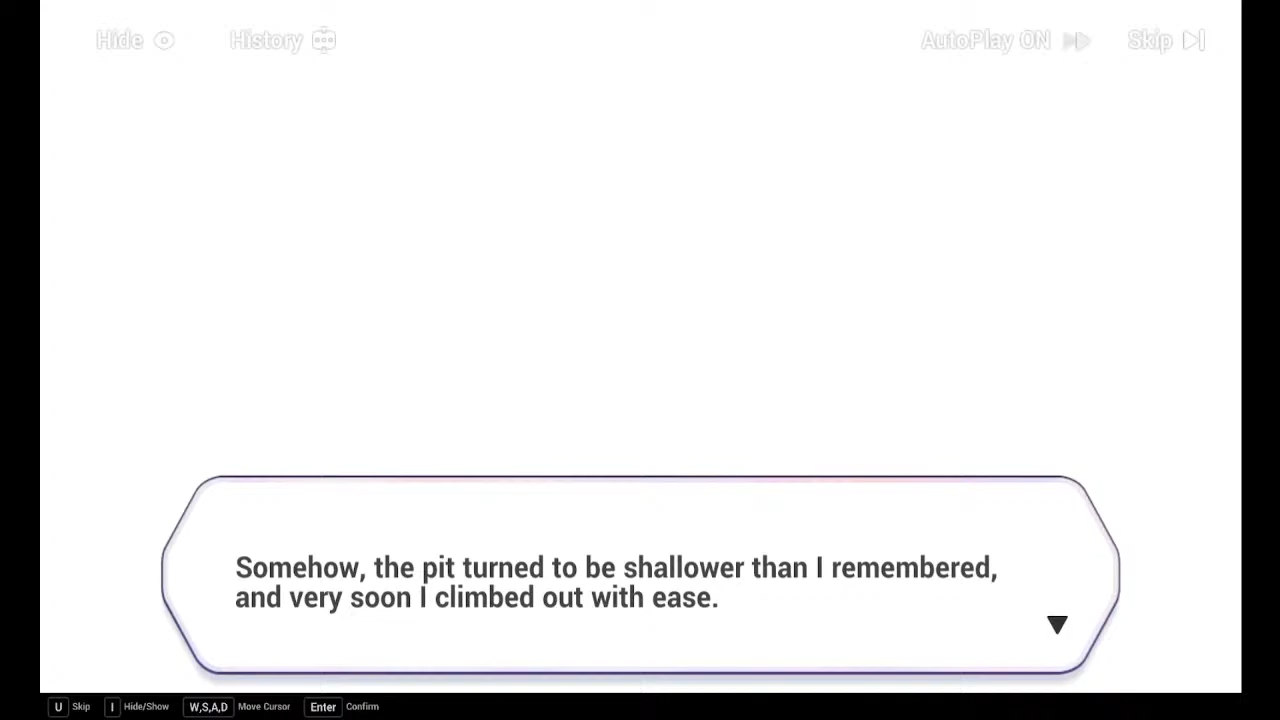 Hide History AutoPlay ON Skip
Somehow, the pit turned to be shallower than I remembered,
and very soon I climbed out with ease.
U Skip I Hide/Show W,S,A,D Move Cursor Enter Confirm